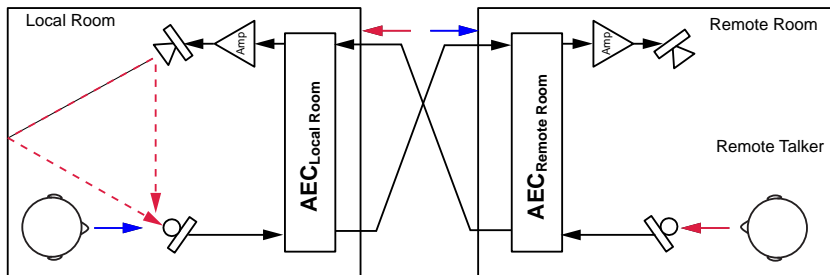 Local Room
Amp
AEC Local Room
Amp
AEC Remote Room
Remote Room
Remote Talker